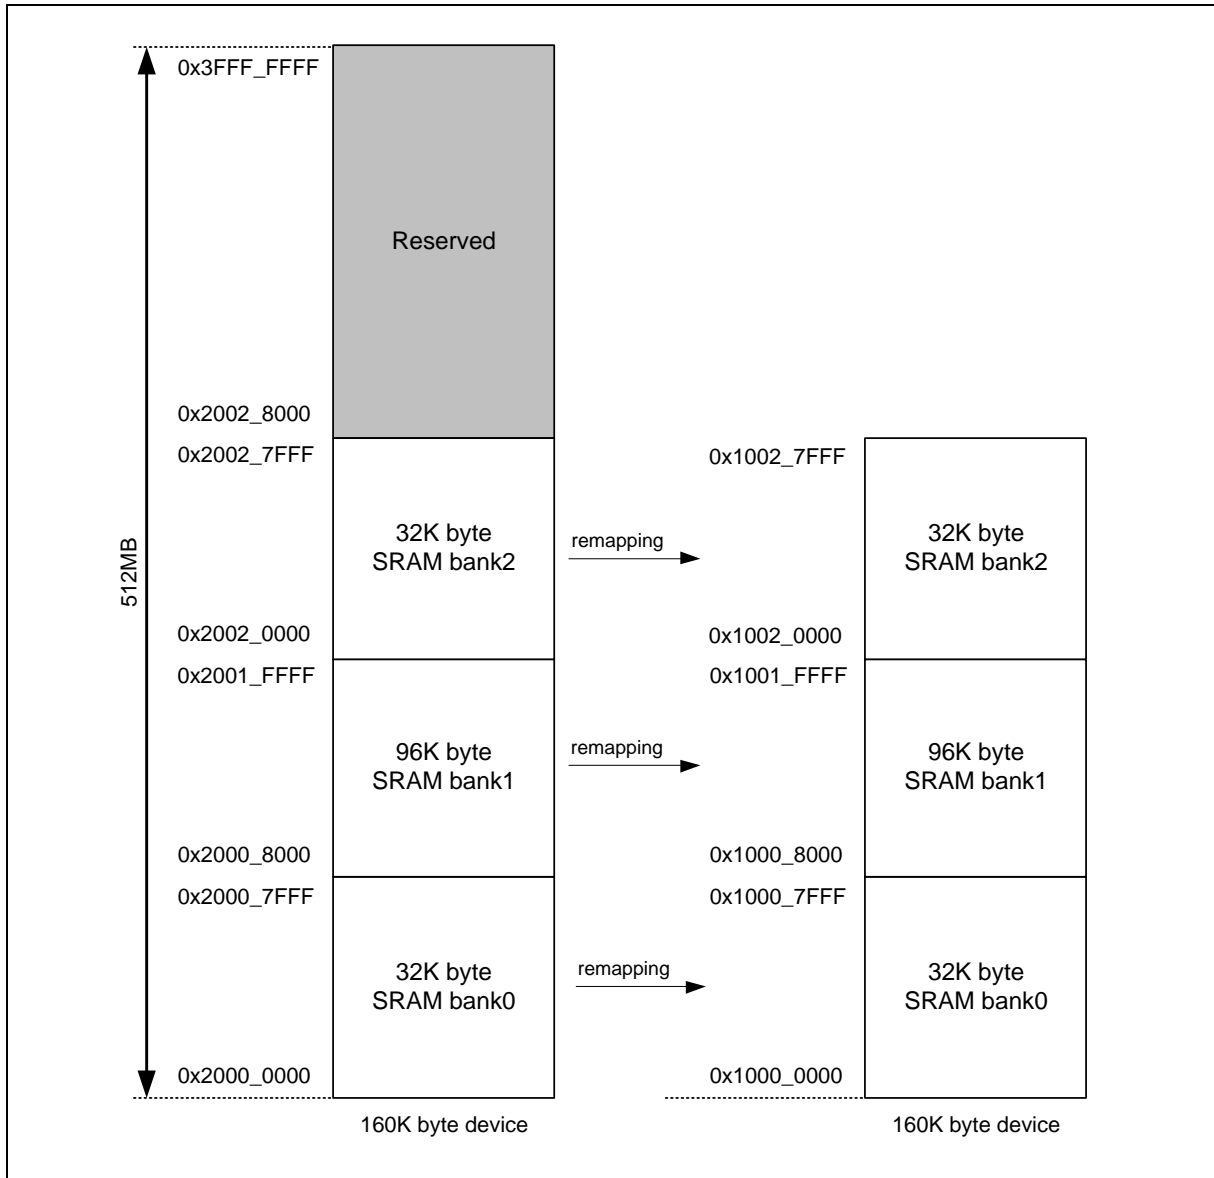 0x3FFF_FFFF
Reserved
0x2002_8000
0x2002_7FFF
0x1002_7FFF
32K byte
SRAM bank2
remapping
32K byte
SRAM bank2
512MB
0x2002_0000
0x1002_0000
0x2001_FFFF
0x1001_FFFF
96K byte
SRAM bank1
remapping
96K byte
SRAM bank1
0x2000_8000
0x1000_8000
0x2000_7FFF
0x1000_7FFF
32K byte
SRAM bank0
remapping
32K byte
SRAM bank0
0x2000_0000
0x1000_0000
160K byte device
160K byte device